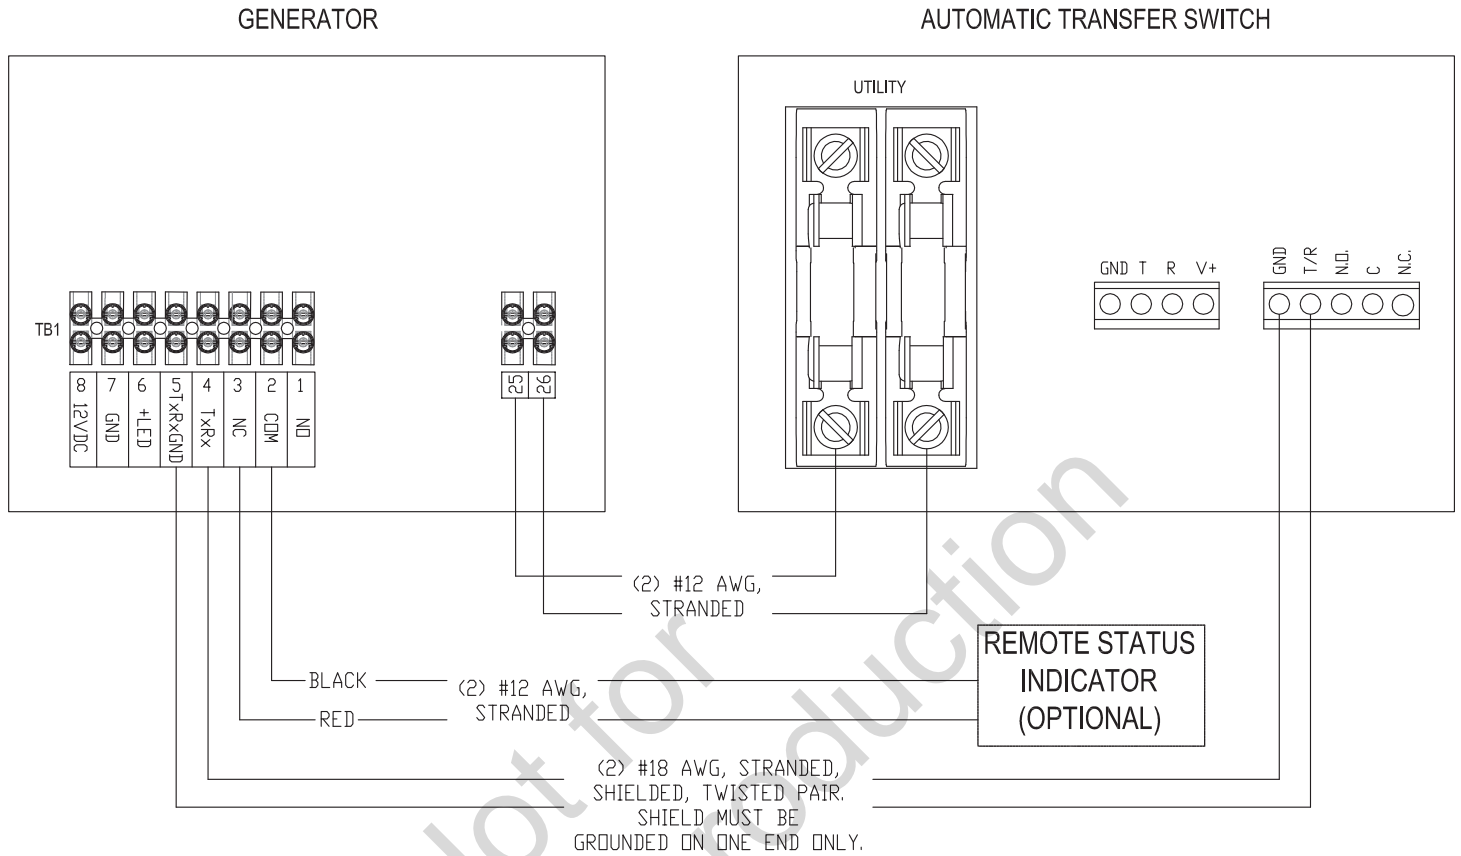 GENERATOR
AUTOMATIC TRANSFER SWITCH
UTILITY
GND T R V+
GND
T/R
N.O.
C
N.C.
TB1
8 12VDC
7 GND
6 +LED
5 TxRxGND
4 TxRx
3 NC
2 COM
1 NO
25
26
(2) #12 AWG,
STRANDED
REMOTE STATUS
INDICATOR
(OPTIONAL)
BLACK
RED
(2) #12 AWG,
STRANDED
(2) #18 AWG, STRANDED,
SHIELDED, TWISTED PAIR.
SHIELD MUST BE
GROUNDED ON ONE END ONLY.
ot for
roduction